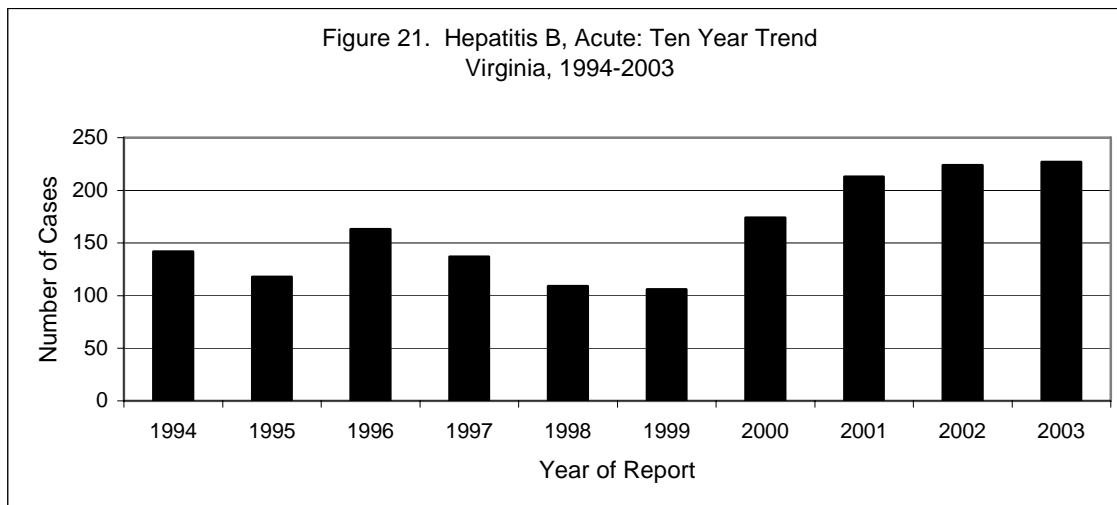 Figure 21. Hepatitis B, Acute: Ten Year Trend
Virginia, 1994-2003
Number of Cases
250
200
150
100
50
0
1994 1995 1996 1997 1998 1999 2000 2001 2002 2003
Year of Report